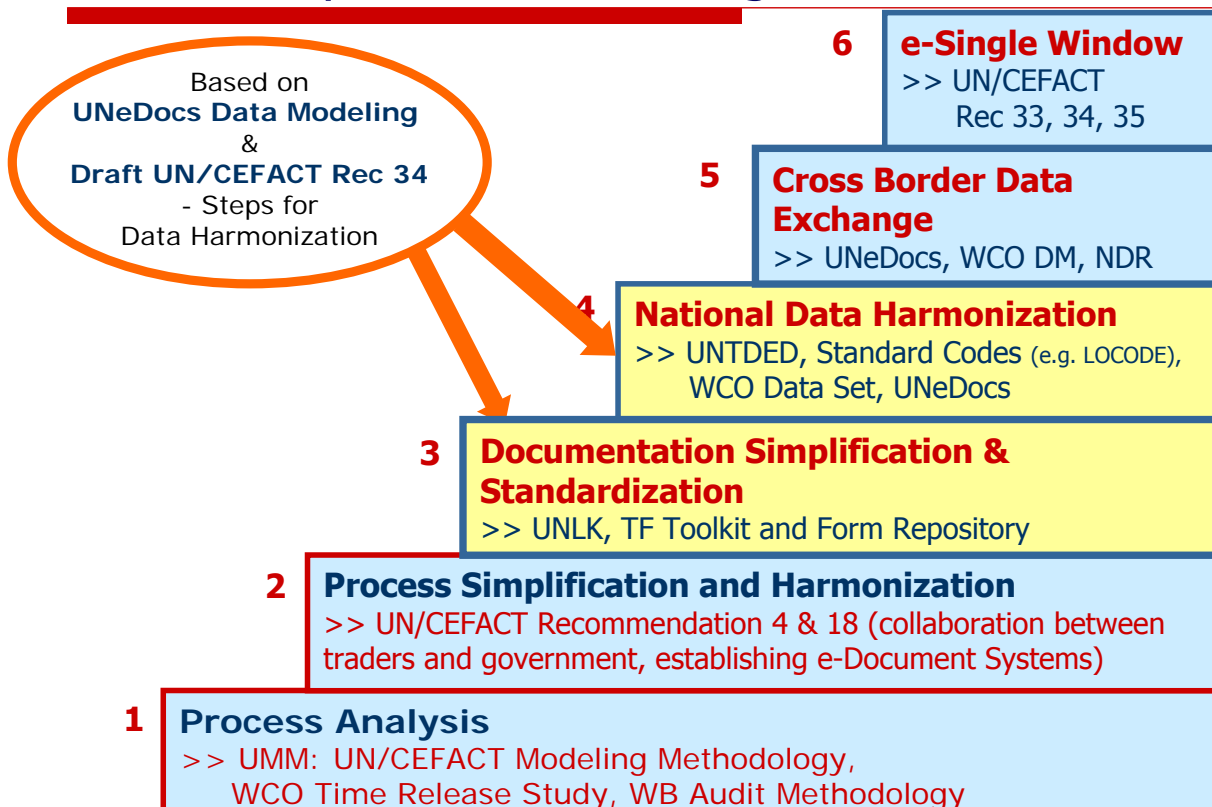 6
e-Single Window
>> UN/CEFACT
Rec 33, 34, 35
Based on
UNeDocs Data Modeling
&
Draft UN/CEFACT Rec 34
- Steps for
Data Harmonization
5
Cross Border Data
Exchange
>> UNeDocs, WCO DM, NDR
4
National Data Harmonization
>> UNTDED, Standard Codes (e.g. LOCODE),
WCO Data Set, UNeDocs
3
Documentation Simplification &
Standardization
>> UNLK, TF Toolkit and Form Repository
2
Process Simplification and Harmonization
>> UN/CEFACT Recommendation 4 & 18 (collaboration between
traders and government, establishing e-Document Systems)
1
Process Analysis
>> UMM: UN/CEFACT Modeling Methodology,
WCO Time Release Study, WB Audit Methodology